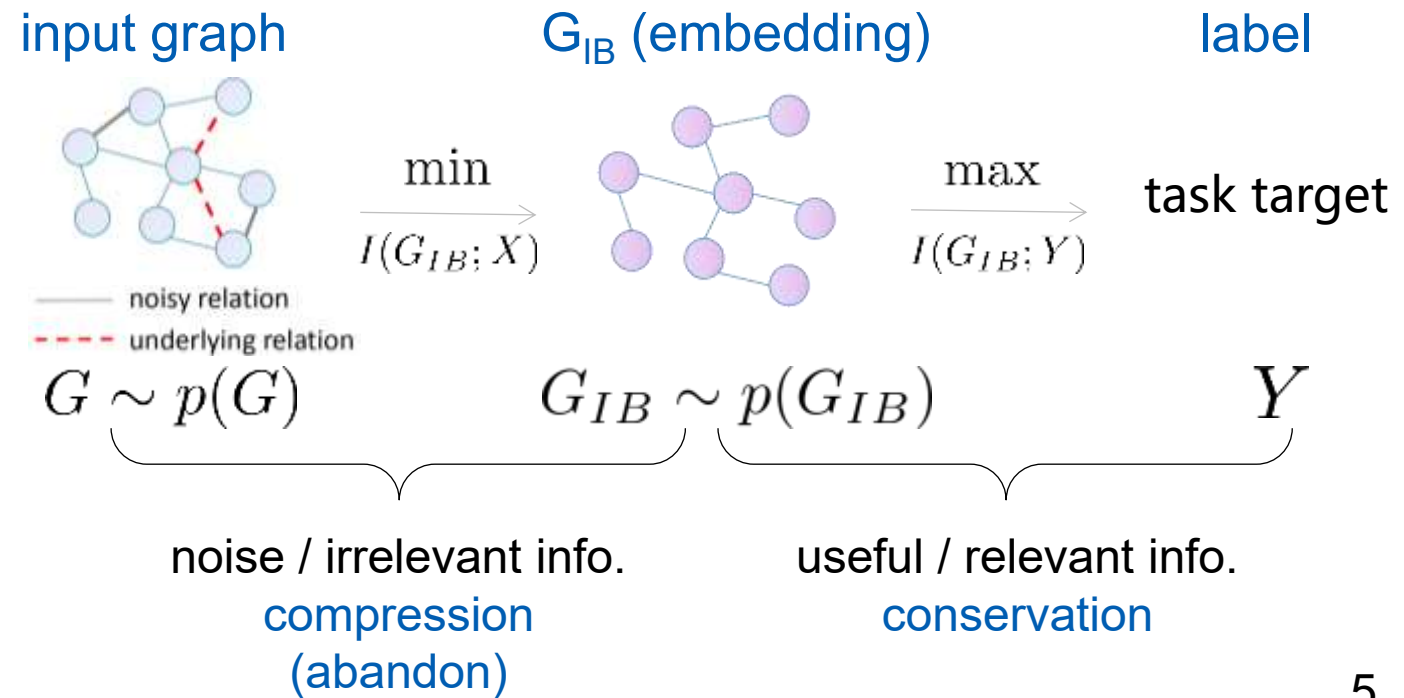 input graph
G_IB (embedding)
label
min
I(G_IB; X)
max
I(G_IB; Y)
task target
noisy relation
underlying relation
G ∼ p(G)
G_IB ∼ p(G_IB)
Y
noise / irrelevant info.
compression
(abandon)
useful / relevant info.
conservation
5